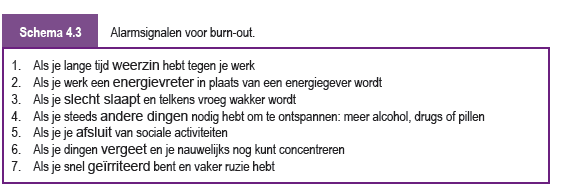 Schema 4.3 Alarmsignalen voor burn-out.
1. Als je lange tijd weerzin hebt tegen je werk
2. Als je werk een energievreter in plaats van een energiegever wordt
3. Als je slecht slaapt en telkens vroeg wakker wordt
4. Als je steeds andere dingen nodig hebt om te ontspannen: meer alcohol, drugs of pillen
5. Als je je afsluit van sociale activiteiten
6. Als je dingen vergeet en je nauwelijks nog kunt concentreren
7. Als je snel geïrriteerd bent en vaker ruzie hebt